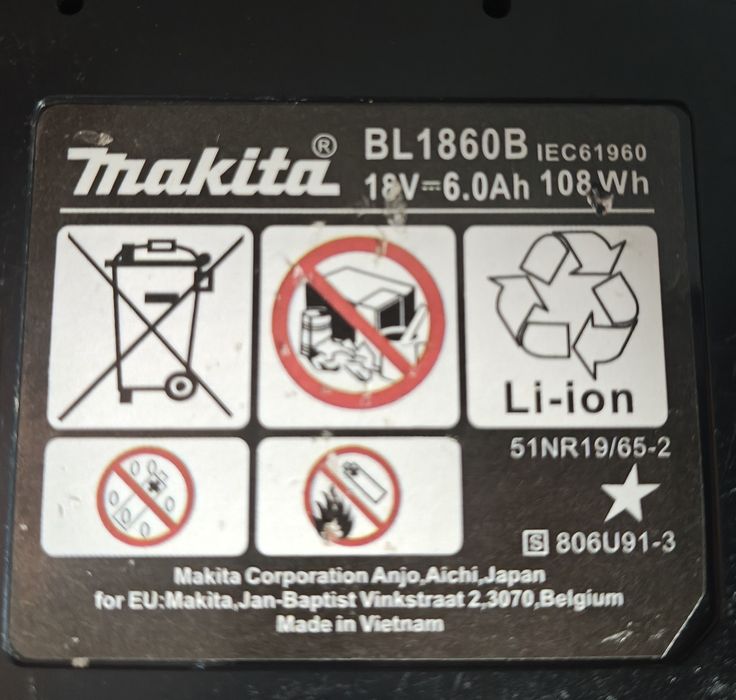 Makita® BL1860B IEC61960
18V⎓6.0Ah 108Wh
Li-ion
51NR19/65-2
S 806U91-3
Makita Corporation Anjo,Aichi,Japan
for EU:Makita,Jan-Baptist Vinkstraat 2,3070,Belgium
Made in Vietnam